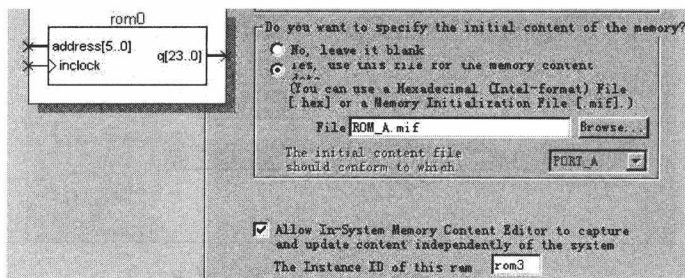 rom0
address[5..0]
q[23..0]
inclock
Do you want to specify the initial content of the memory?
No, leave it blank
Yes, use this file for the memory content
data
(You can use a Hexadecimal (Intel-format) File
[.hex] or a Memory Initialization File [.mif].)
File ROM_A.mif Browse...
The initial content file
should conform to which
PORT_A
Allow In-System Memory Content Editor to capture
and update content independently of the system
The Instance ID of this ram rom3